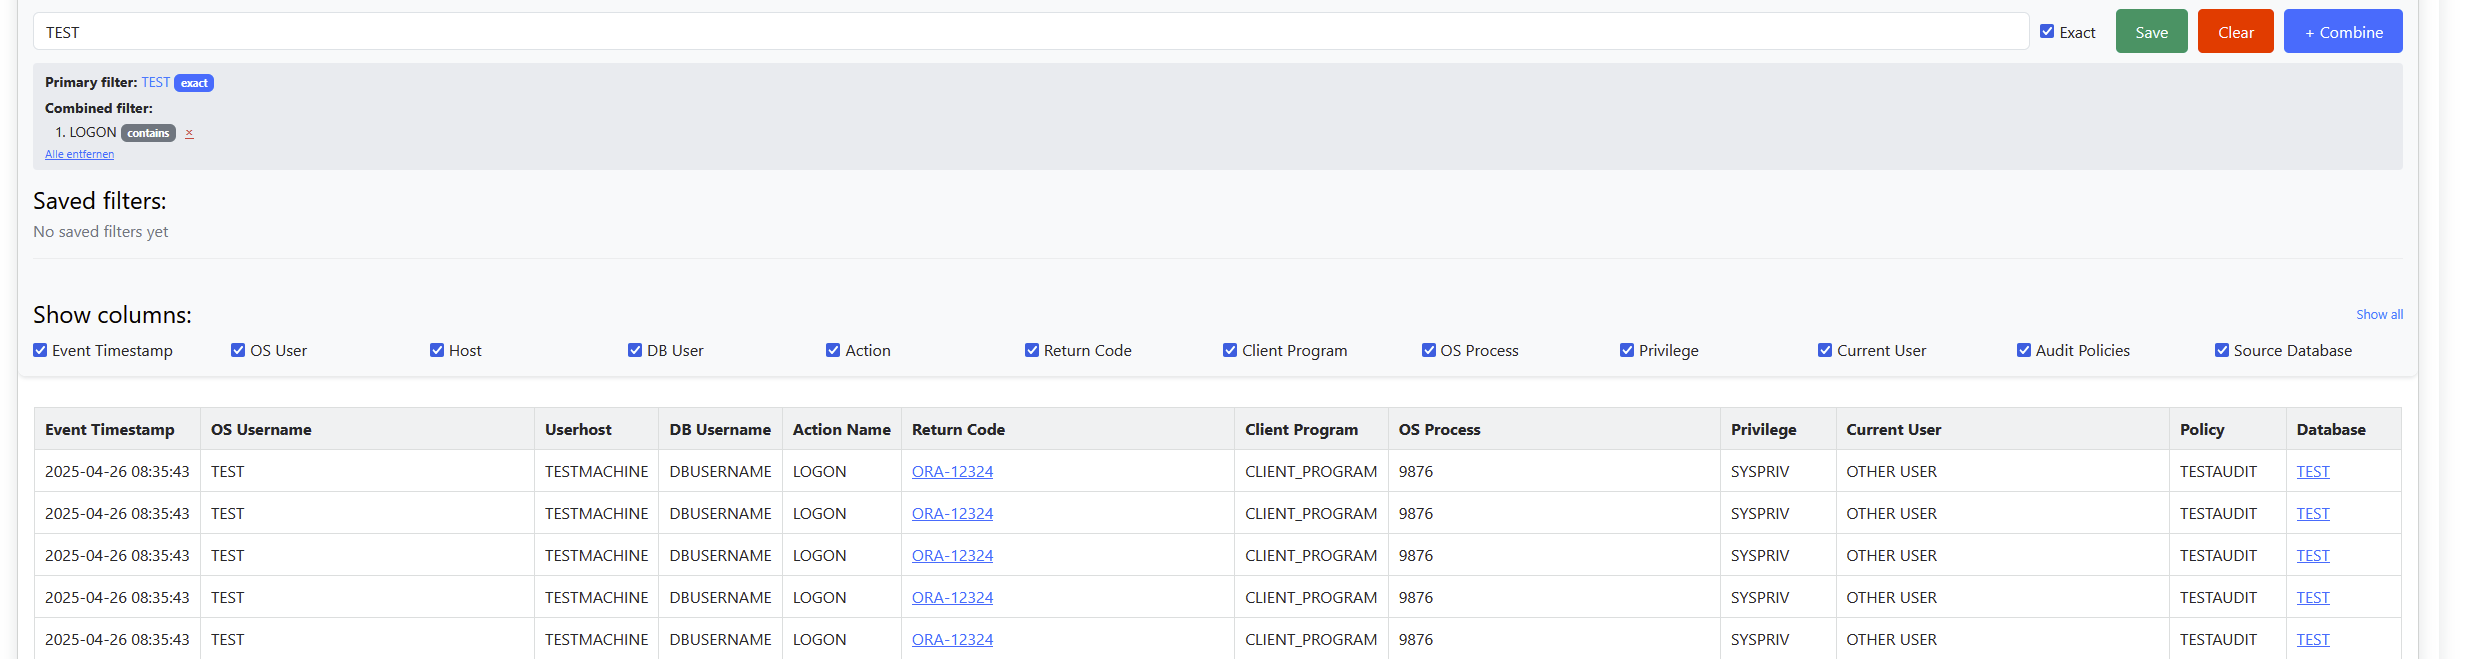 TEST Exact Save Clear + Combine
Primary filter: TEST exact
Combined filter:
1. LOGON contains ×
Alle entfernen
Saved filters:
No saved filters yet
Show columns: Show all
Event Timestamp OS User Host DB User Action Return Code Client Program OS Process Privilege Current User Audit Policies Source Database
Event Timestamp OS Username Userhost DB Username Action Name Return Code Client Program OS Process Privilege Current User Policy Database
2025-04-26 08:35:43 TEST TESTMACHINE DBUSERNAME LOGON ORA-12324 CLIENT_PROGRAM 9876 SYSPRIV OTHER USER TESTAUDIT TEST
2025-04-26 08:35:43 TEST TESTMACHINE DBUSERNAME LOGON ORA-12324 CLIENT_PROGRAM 9876 SYSPRIV OTHER USER TESTAUDIT TEST
2025-04-26 08:35:43 TEST TESTMACHINE DBUSERNAME LOGON ORA-12324 CLIENT_PROGRAM 9876 SYSPRIV OTHER USER TESTAUDIT TEST
2025-04-26 08:35:43 TEST TESTMACHINE DBUSERNAME LOGON ORA-12324 CLIENT_PROGRAM 9876 SYSPRIV OTHER USER TESTAUDIT TEST
2025-04-26 08:35:43 TEST TESTMACHINE DBUSERNAME LOGON ORA-12324 CLIENT_PROGRAM 9876 SYSPRIV OTHER USER TESTAUDIT TEST